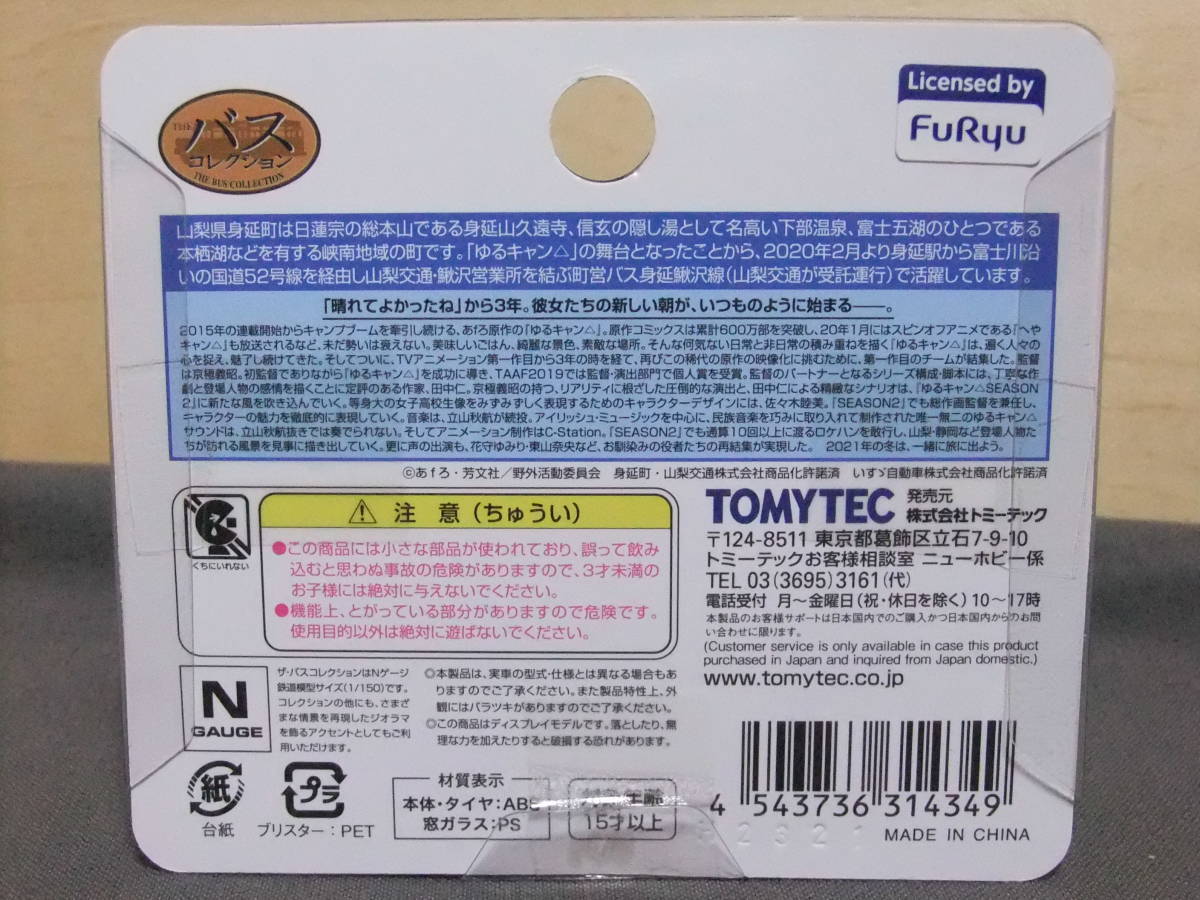 THE バス
コレクション
THE BUS COLLECTION
Licensed by
FuRyu
山梨県身延町は日蓮宗の総本山である身延山久遠寺、信玄の隠し湯として名高い下部温泉、富士五湖のひとつである
本栖湖などを有する峡南地域の町です。「ゆるキャン△」の舞台となったことから、2020年2月より身延駅から富士川沿
いの国道52号線を経由し山梨交通・鰍沢営業所を結ぶ町営バス身延鰍沢線（山梨交通が受託運行）で活躍しています。
「晴れてよかったね」から3年。彼女たちの新しい朝が、いつものように始まる――。
2015年の連載開始からキャンプブームを牽引し続ける、あfろ原作の『ゆるキャン△』。原作コミックスは累計600万部を突破し、20年1月にはスピンオフアニメである『へや
キャン△』も放送されるなど、未だ勢いは衰えない。美味しいごはん、綺麗な景色、素敵な場所。そんな何気ない日常と非日常の積み重ねを描く『ゆるキャン△』は、遍く人々の
心を捉え、魅了し続けてきた。そしてついに、TVアニメーション第一作目から3年の時を経て、再びこの稀代の原作の映像化に挑むために、第一作目のチームが結集した。監督
は京極義昭。初監督でありながら『ゆるキャン△』を成功に導き、TAAF2019では監督・演出部門で個人賞を受賞。監督のパートナーとなるシリーズ構成・脚本には、丁寧な作
劇と登場人物の感情を描くことに定評のある作家、田中仁。京極義昭の持つ、リアリティに根ざした圧倒的な演出と、田中仁による精緻なシナリオは、『ゆるキャン△SEASON
2』に新たな風を吹き込んでいく。等身大の女子高校生像をみずみずしく表現するためのキャラクターデザインには、佐々木睦美。『SEASON2』でも総作画監督を兼任し、
キャラクターの魅力を徹底的に表現していく。音楽は、立山秋航が続投。アイリッシュ・ミュージックを中心に、民族音楽を巧みに取り入れて制作された唯一無二のゆるキャン△
サウンドは、立山秋航抜きでは奏でられない。そしてアニメーション制作はC-Station。『SEASON2』でも通算10回以上に渡るロケハンを敢行し、山梨・静岡など登場人物た
ちが訪れる風景を見事に描き出していく。更に声の出演も、花守ゆみり・東山奈央など、お馴染みの役者たちの再結集が実現した。 2021年の冬は、一緒に旅に出よう。
©あfろ・芳文社／野外活動委員会 身延町・山梨交通株式会社商品化許諾済 いすゞ自動車株式会社商品化許諾済
くちにいれない
⚠ 注 意（ちゅうい）
●この商品には小さな部品が使われており、誤って飲み
込むと思わぬ事故の危険がありますので、3才未満の
お子様には絶対に与えないでください。
●機能上、とがっている部分がありますので危険です。
使用目的以外は絶対に遊ばないでください。
TOMYTEC 発売元
株式会社トミーテック
〒124-8511 東京都葛飾区立石7-9-10
トミーテックお客様相談室 ニューホビー係
TEL 03(3695)3161(代)
電話受付 月～金曜日(祝・休日を除く)10～17時
本製品のお客様サポートは日本国内でのご購入かつ日本国内からのお問
い合わせに限ります。
(Customer service is only available in case this product
purchased in Japan and inquired from Japan domestic.)
www.tomytec.co.jp
N
GAUGE
ザ・バスコレクションはNゲージ
鉄道模型サイズ(1/150)です。
コレクションの他にも、さまざ
まな情景を再現したジオラマ
を飾るアクセントとしてもご利
用いただけます。
◎本製品は、実車の型式・仕様とは異なる場合もあ
りますのでご了承ください。また製品特性上、外
観にはバラツキがありますのでご了承ください。
◎この商品はディスプレイモデルです。落としたり、無
理な力を加えたりすると破損する恐れがあります。
紙
台紙
プラ
ブリスター：PET
材質表示
本体・タイヤ：ABS
窓ガラス：PS
対象年齢
15才以上
4 543736 314349
MADE IN CHINA